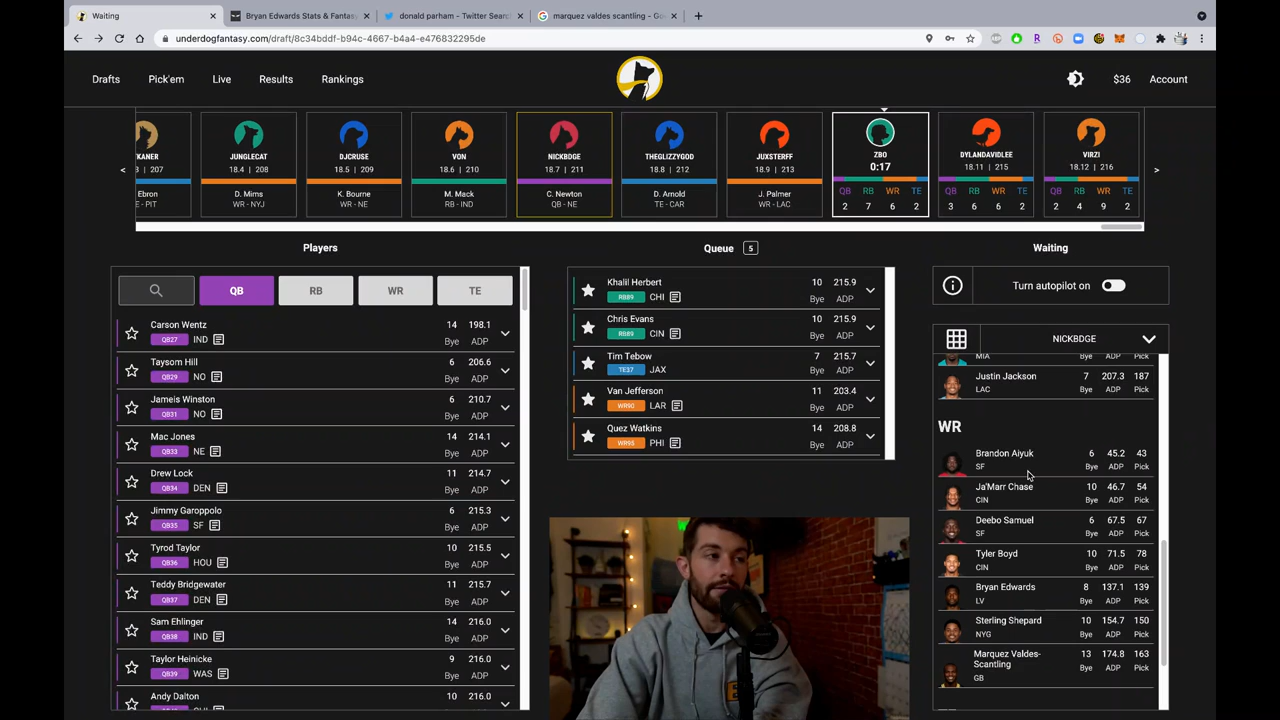 Waiting
Bryan Edwards Stats & Fantas
donald parham - Twitter Searc
marquez valdes scantling - Goo
underdogfantasy.com/draft/8c34bddf-b94c-4667-b4a4-e476832295de
Drafts Pick'em Live Results Rankings $36 Account
KANER JUNGLECAT DJCRUSE VON NICKBDGE THEGLIZZYGOD JUXSTERFF ZBO DYLANDAVIDLEE VIRZI
| 207 18.4 | 208 18.5 | 209 18.6 | 210 18.7 | 211 18.8 | 212 18.9 | 213 0:17 18.11 | 215 18.12 | 216
Ebron D. Mims K. Bourne M. Mack C. Newton D. Arnold J. Palmer QB RB WR TE QB RB WR TE QB RB WR TE
E - PIT WR - NYJ WR - NE RB - IND QB - NE TE - CAR WR - LAC 2 7 6 2 3 6 6 2 2 4 9 2
Players
QB RB WR TE
Carson Wentz 14 198.1
QB27 IND Bye ADP
Taysom Hill 6 206.6
QB29 NO Bye ADP
Jameis Winston 6 210.7
QB31 NO Bye ADP
Mac Jones 14 214.1
QB33 NE Bye ADP
Drew Lock 11 214.7
QB34 DEN Bye ADP
Jimmy Garoppolo 6 215.3
QB35 SF Bye ADP
Tyrod Taylor 10 215.5
QB36 HOU Bye ADP
Teddy Bridgewater 11 215.7
QB37 DEN Bye ADP
Sam Ehlinger 14 216.0
QB38 IND Bye ADP
Taylor Heinicke 9 216.0
QB39 WAS Bye ADP
Andy Dalton 10 216.0
Queue 5
Khalil Herbert 10 215.9
RB89 CHI Bye ADP
Chris Evans 10 215.9
RB89 CIN Bye ADP
Tim Tebow 7 215.7
TE37 JAX Bye ADP
Van Jefferson 11 203.4
WR90 LAR Bye ADP
Quez Watkins 14 208.8
WR95 PHI Bye ADP
Waiting
Turn autopilot on
NICKBDGE
MIA Bye ADP Pick
Justin Jackson 7 207.3 187
LAC Bye ADP Pick
WR
Brandon Aiyuk 6 45.2 43
SF Bye ADP Pick
Ja'Marr Chase 10 46.7 54
CIN Bye ADP Pick
Deebo Samuel 6 67.5 67
SF Bye ADP Pick
Tyler Boyd 10 71.5 78
CIN Bye ADP Pick
Bryan Edwards 8 137.1 139
LV Bye ADP Pick
Sterling Shepard 10 154.7 150
NYG Bye ADP Pick
Marquez Valdes- 13 174.8 163
Scantling Bye ADP Pick
GB